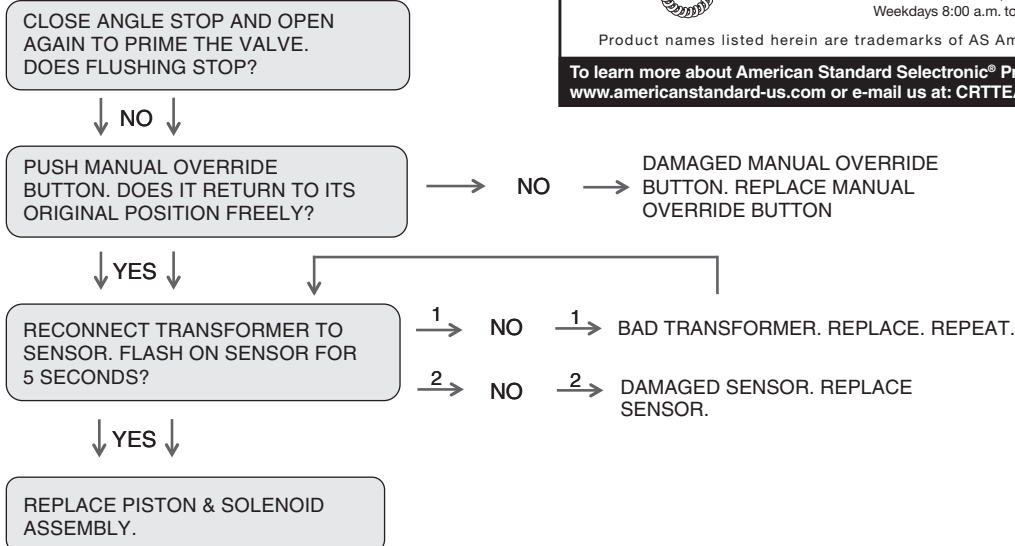 CLOSE ANGLE STOP AND OPEN
AGAIN TO PRIME THE VALVE.
DOES FLUSHING STOP?
Weekdays 8:00 a.m. to
Product names listed herein are trademarks of AS Am
To learn more about American Standard Selectronic® Pr
www.americanstandard-us.com or e-mail us at: CRTTEA
NO
PUSH MANUAL OVERRIDE
BUTTON. DOES IT RETURN TO ITS
ORIGINAL POSITION FREELY?
NO
DAMAGED MANUAL OVERRIDE
BUTTON. REPLACE MANUAL
OVERRIDE BUTTON
YES
RECONNECT TRANSFORMER TO
SENSOR. FLASH ON SENSOR FOR
5 SECONDS?
1 NO 1 BAD TRANSFORMER. REPLACE. REPEAT.
2 NO 2 DAMAGED SENSOR. REPLACE
SENSOR.
YES
REPLACE PISTON & SOLENOID
ASSEMBLY.